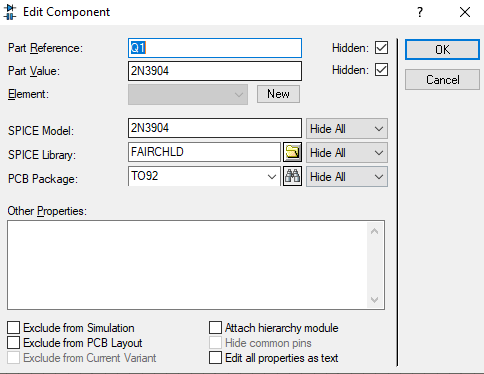 Edit Component ?
Part Reference: Q1 Hidden:
Part Value: 2N3904 Hidden:
Element: New
SPICE Model: 2N3904 Hide All
SPICE Library: FAIRCHLD Hide All
PCB Package: TO92 Hide All
Other Properties:
Exclude from Simulation Attach hierarchy module
Exclude from PCB Layout Hide common pins
Exclude from Current Variant Edit all properties as text
OK
Cancel